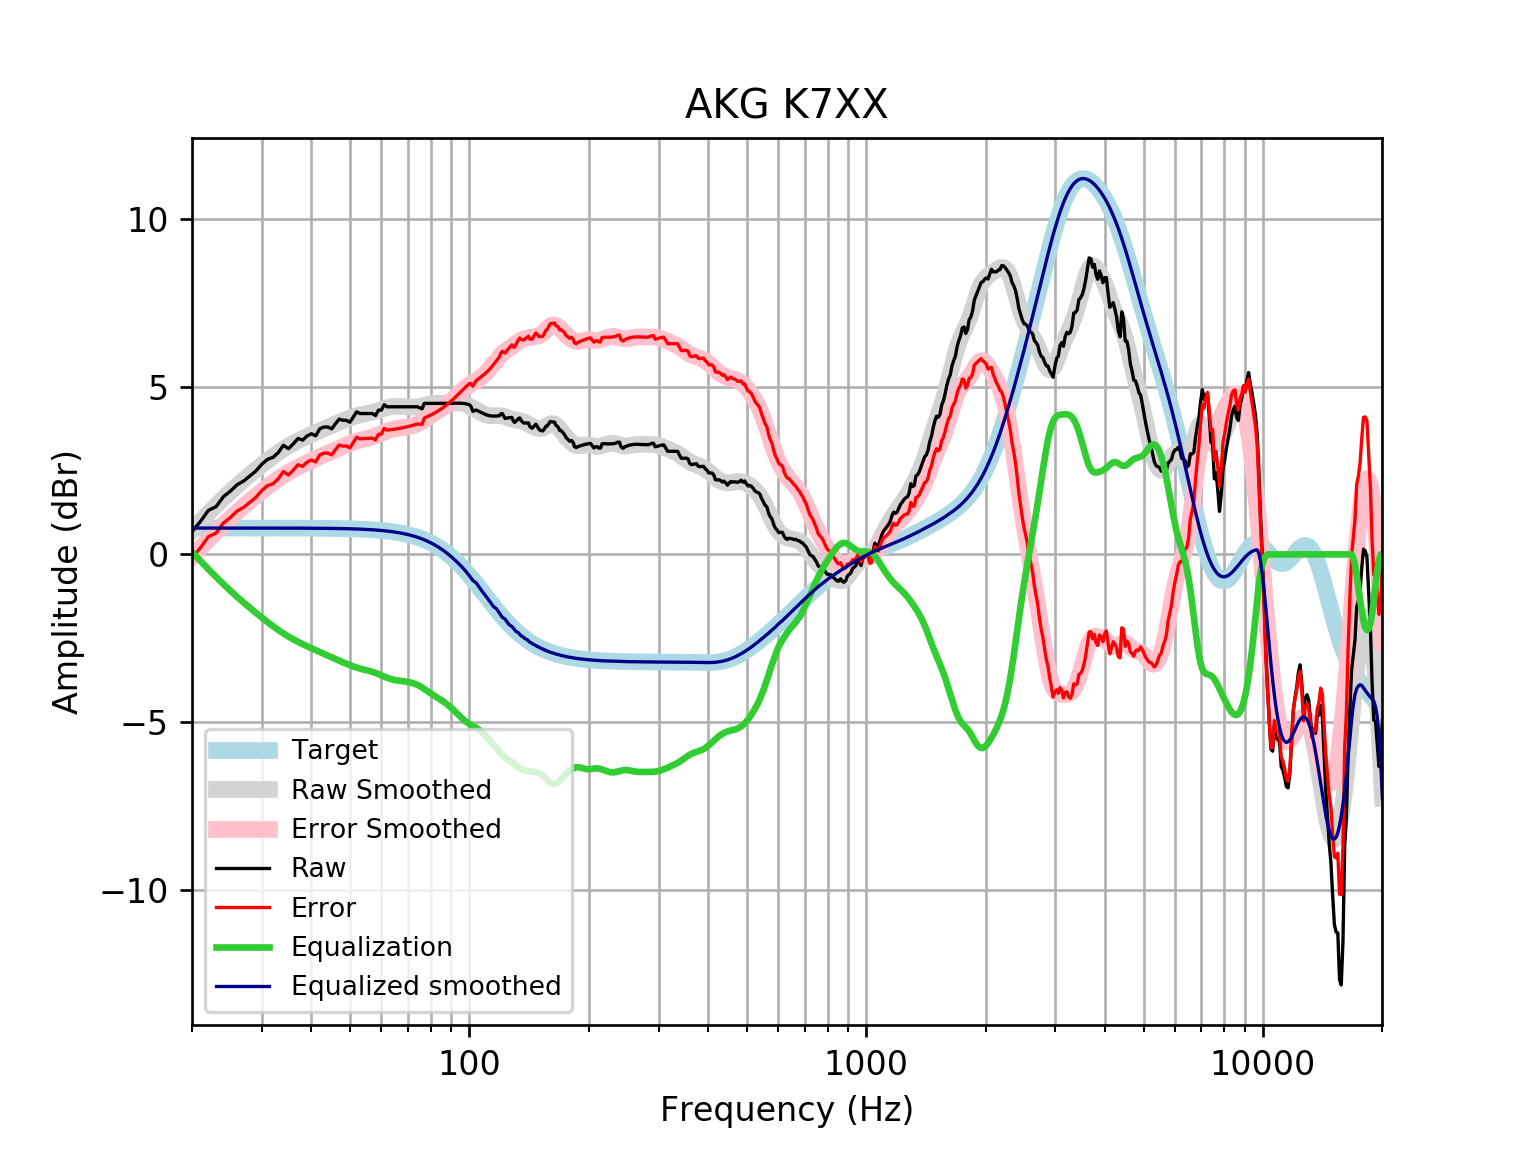 AKG K7XX
Amplitude (dBr)
10
5
0
−5
−10
Target
Raw Smoothed
Error Smoothed
Raw
Error
Equalization
Equalized smoothed
100 1000 10000
Frequency (Hz)